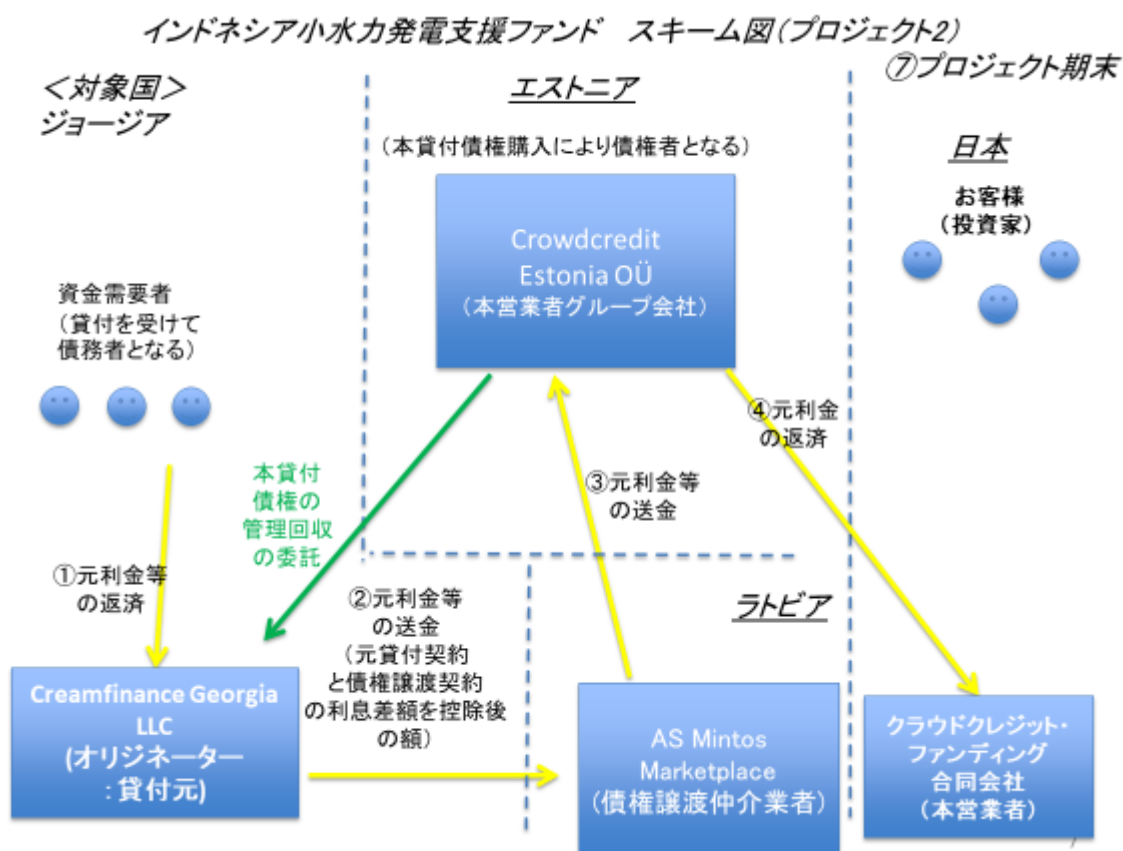 インドネシア小水力発電支援ファンド　スキーム図(プロジェクト2)
＜対象国＞
ジョージア
エストニア
⑦プロジェクト期末
(本貸付債権購入により債権者となる)
日本
お客様
(投資家)
Crowdcredit
Estonia OÜ
(本営業者グループ会社)
資金需要者
(貸付を受けて
債務者となる)
④元利金
の返済
本貸付
債権の
管理回収
の委託
③元利金等
の送金
①元利金等
の返済
②元利金等
の送金
(元貸付契約
と債権譲渡契約
の利息差額を控除後
の額)
ラトビア
Creamfinance Georgia
LLC
(オリジネーター
:貸付元)
AS Mintos
Marketplace
(債権譲渡仲介業者)
クラウドクレジット・
ファンディング
合同会社
(本営業者)